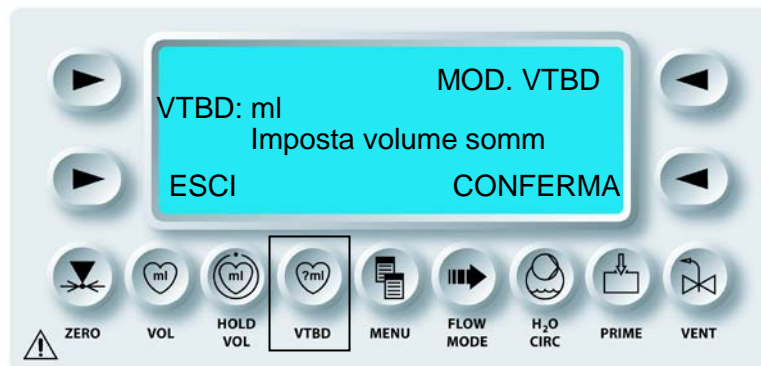 MOD. VTBD
VTBD: ml
Imposta volume somm
ESCI CONFERMA
ml ml ?ml
ZERO VOL HOLD VOL VTBD MENU FLOW MODE H₂O CIRC PRIME VENT